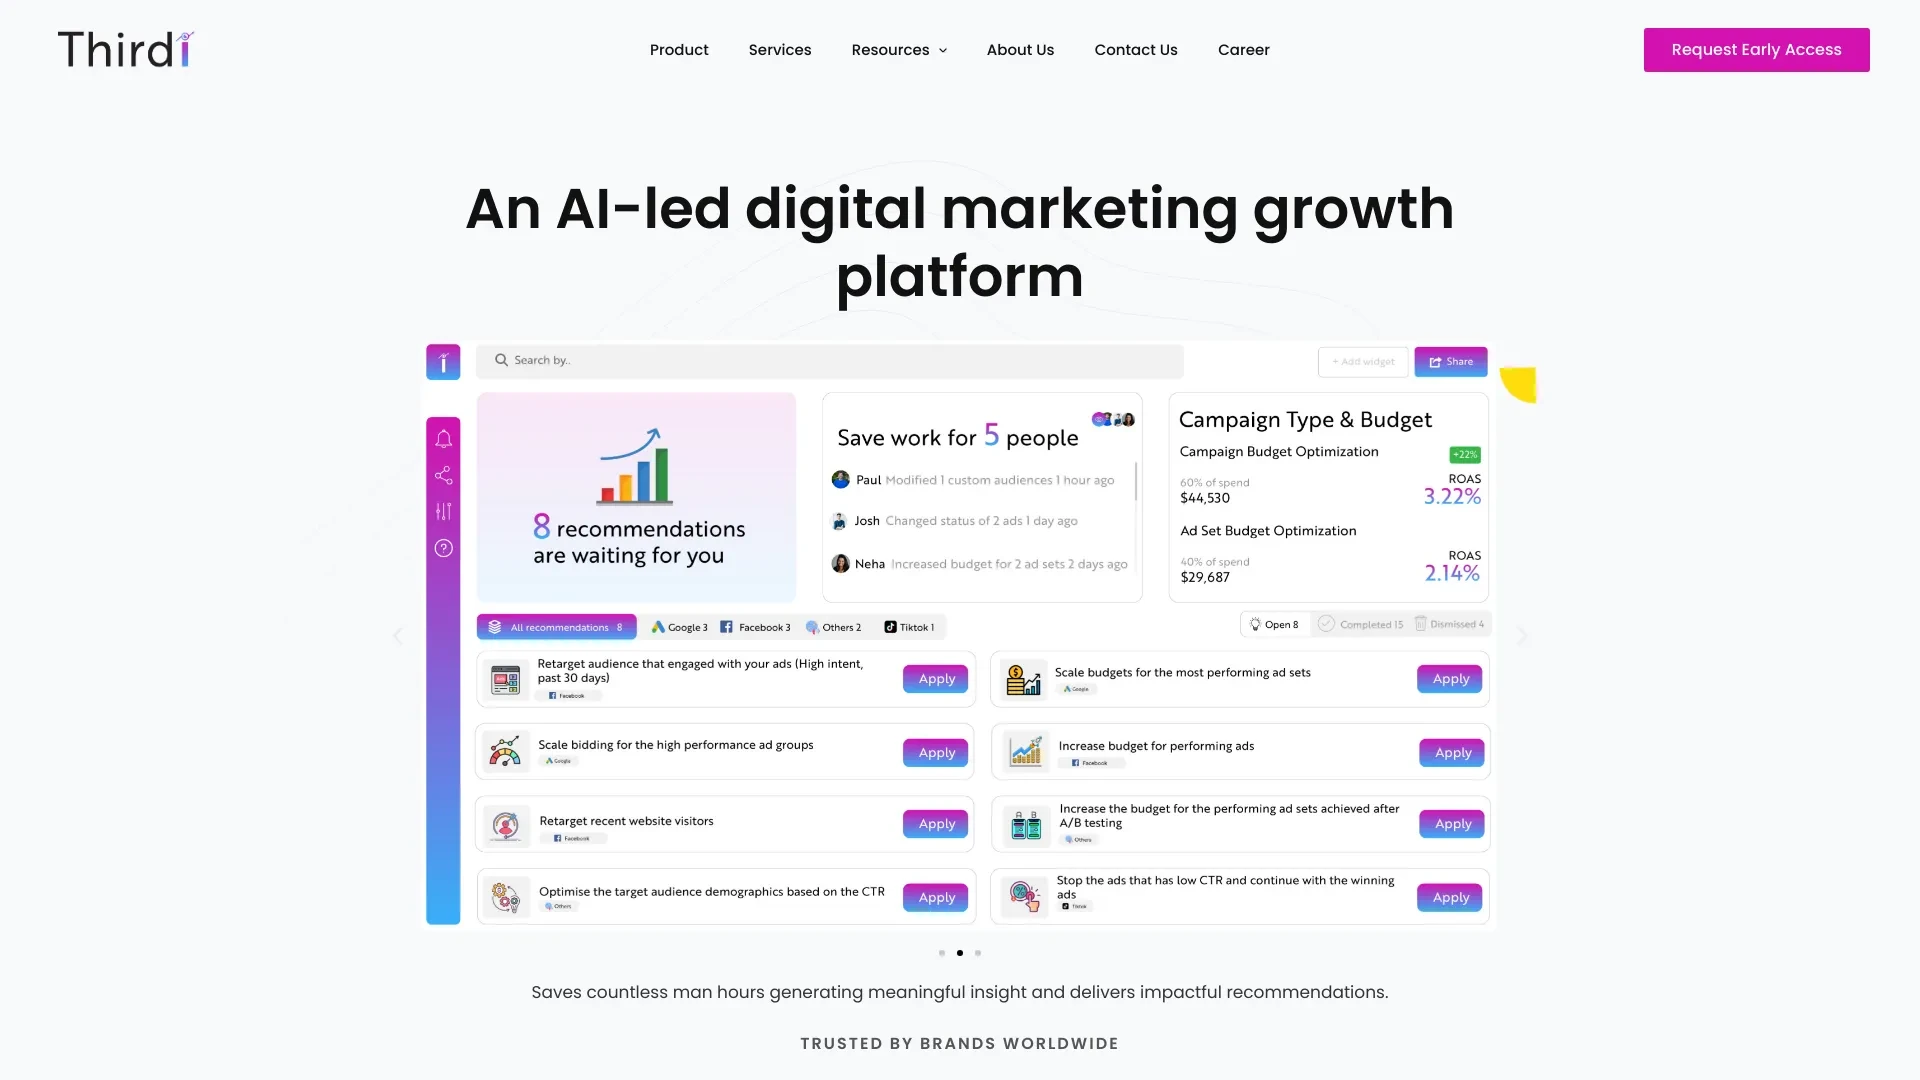 Thirdi
Product
Services
Resources
About Us
Contact Us
Career
Request Early Access
An AI-led digital marketing growth
platform
Search by..
+ Add widget
Share
8 recommendations
are waiting for you
Save work for 5 people
Paul Modified 1 custom audiences 1 hour ago
Josh Changed status of 2 ads 1 day ago
Neha Increased budget for 2 ad sets 2 days ago
Campaign Type & Budget
Campaign Budget Optimization
+22%
60% of spend
$44,530
ROAS
3.22%
Ad Set Budget Optimization
40% of spend
$29,687
ROAS
2.14%
All recommendations 8
Google 3
Facebook 3
Others 2
Tiktok 1
Open 8
Completed 15
Dismissed 4
Retarget audience that engaged with your ads (High intent,
past 30 days)
Facebook
Apply
Scale budgets for the most performing ad sets
Google
Apply
Scale bidding for the high performance ad groups
Google
Apply
Increase budget for performing ads
Facebook
Apply
Retarget recent website visitors
Facebook
Apply
A B
Increase the budget for the performing ad sets achieved after
A/B testing
Others
Apply
Optimise the target audience demographics based on the CTR
Others
Apply
Stop the ads that has low CTR and continue with the winning
ads
Tiktok
Apply
Saves countless man hours generating meaningful insight and delivers impactful recommendations.
TRUSTED BY BRANDS WORLDWIDE